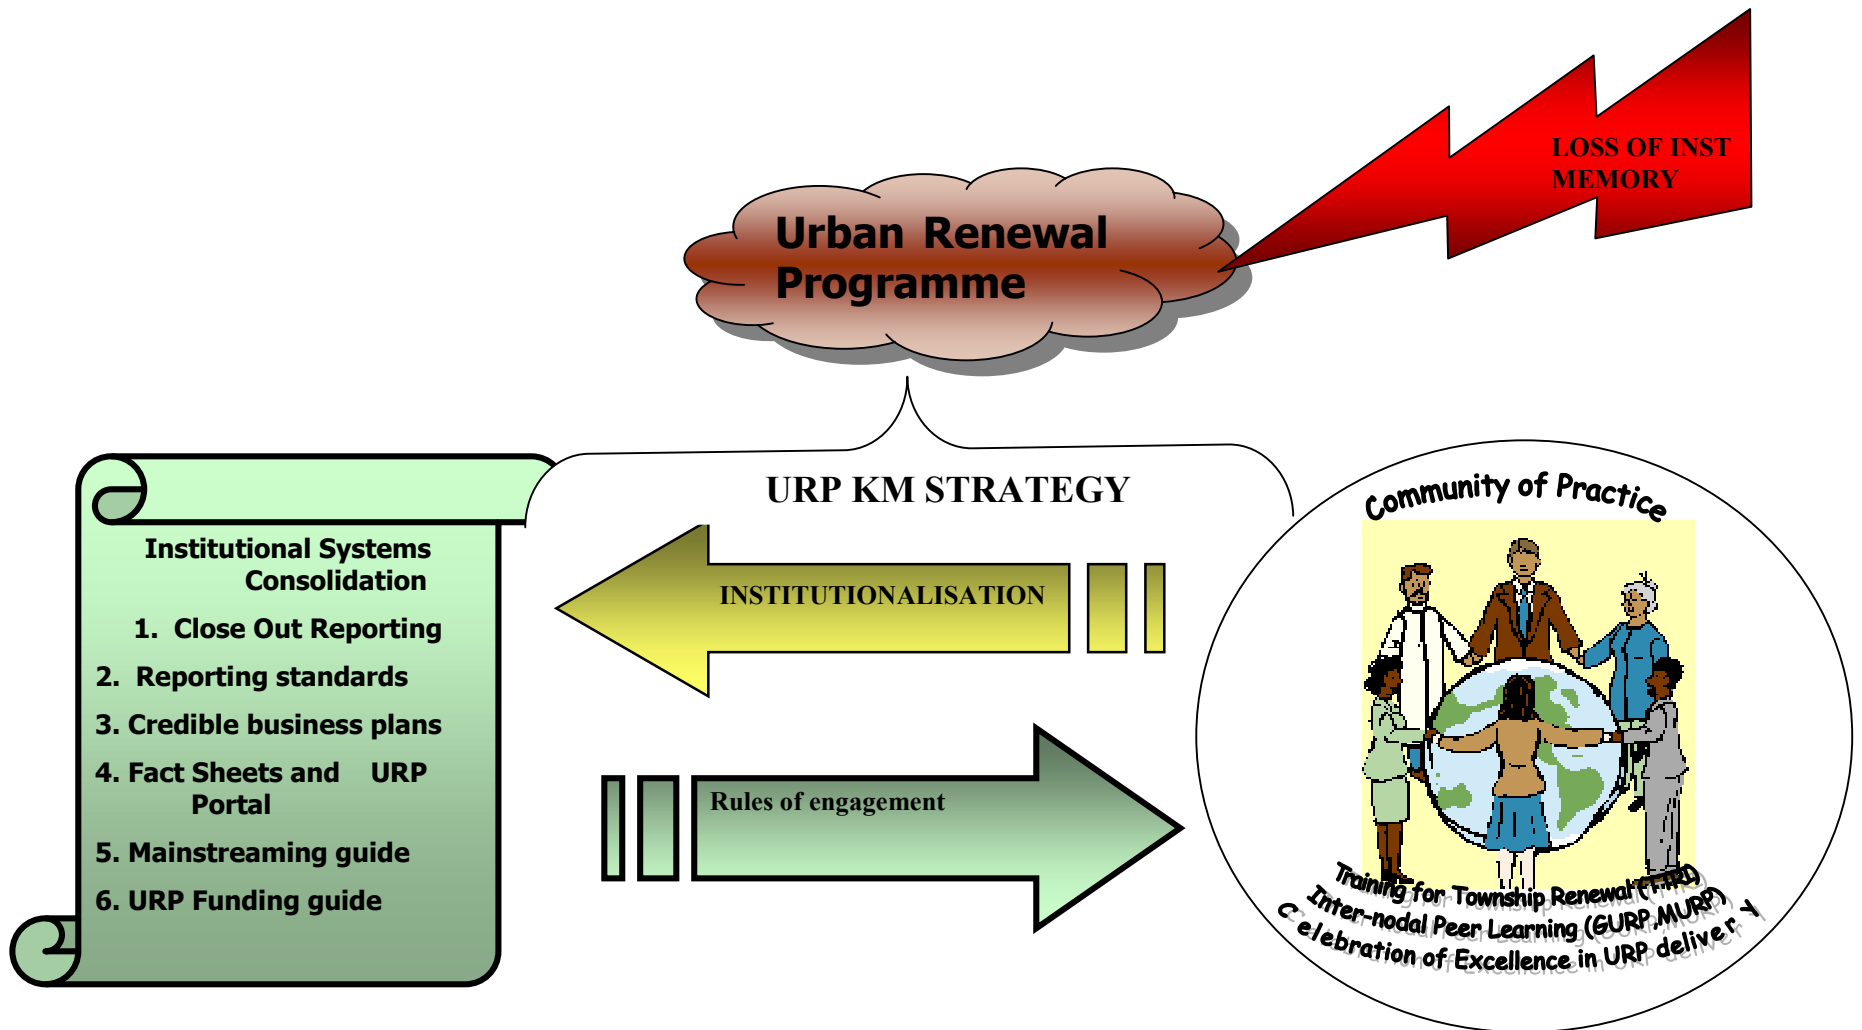 LOSS OF INST
MEMORY
Urban Renewal
Programme
URP KM STRATEGY
Institutional Systems
Consolidation
1. Close Out Reporting
2. Reporting standards
3. Credible business plans
4. Fact Sheets and URP
Portal
5. Mainstreaming guide
6. URP Funding guide
INSTITUTIONALISATION
Rules of engagement
Community of Practice
Training for Township Renewal (TTRI)
Inter-nodal Peer Learning (GURP,MURP)
Celebration of Excellence in URP delivery